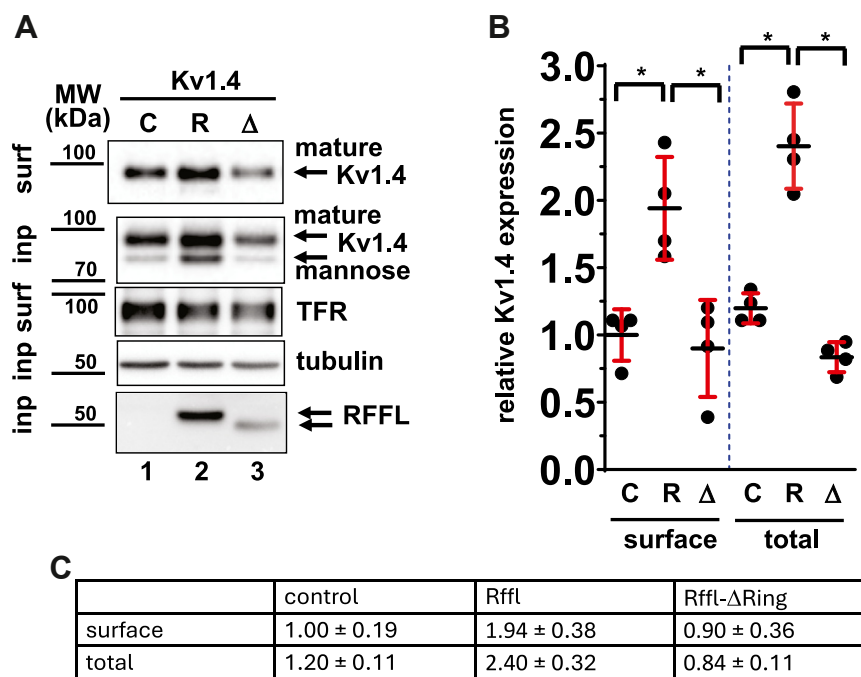 A
Kv1.4
MW
(kDa)
C R Δ
surf
100
mature
Kv1.4
inp
100
70
mature
Kv1.4
mannose
surf
100
TFR
inp
50
tubulin
inp
50
RFFL
1 2 3
B
* * * *
relative Kv1.4 expression
3.0
2.5
2.0
1.5
1.0
0.5
0.0
C R Δ C R Δ
surface total
C
control Rffl Rffl-ΔRing
surface 1.00 ± 0.19 1.94 ± 0.38 0.90 ± 0.36
total 1.20 ± 0.11 2.40 ± 0.32 0.84 ± 0.11